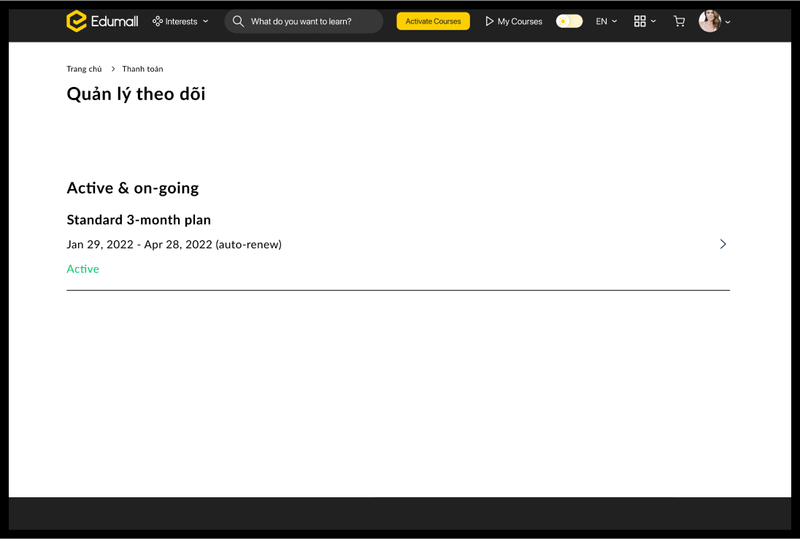 Edumall Interests What do you want to learn? Activate Courses My Courses EN
Trang chủ > Thanh toán
Quản lý theo dõi
Active & on-going
Standard 3-month plan
Jan 29, 2022 - Apr 28, 2022 (auto-renew)
Active